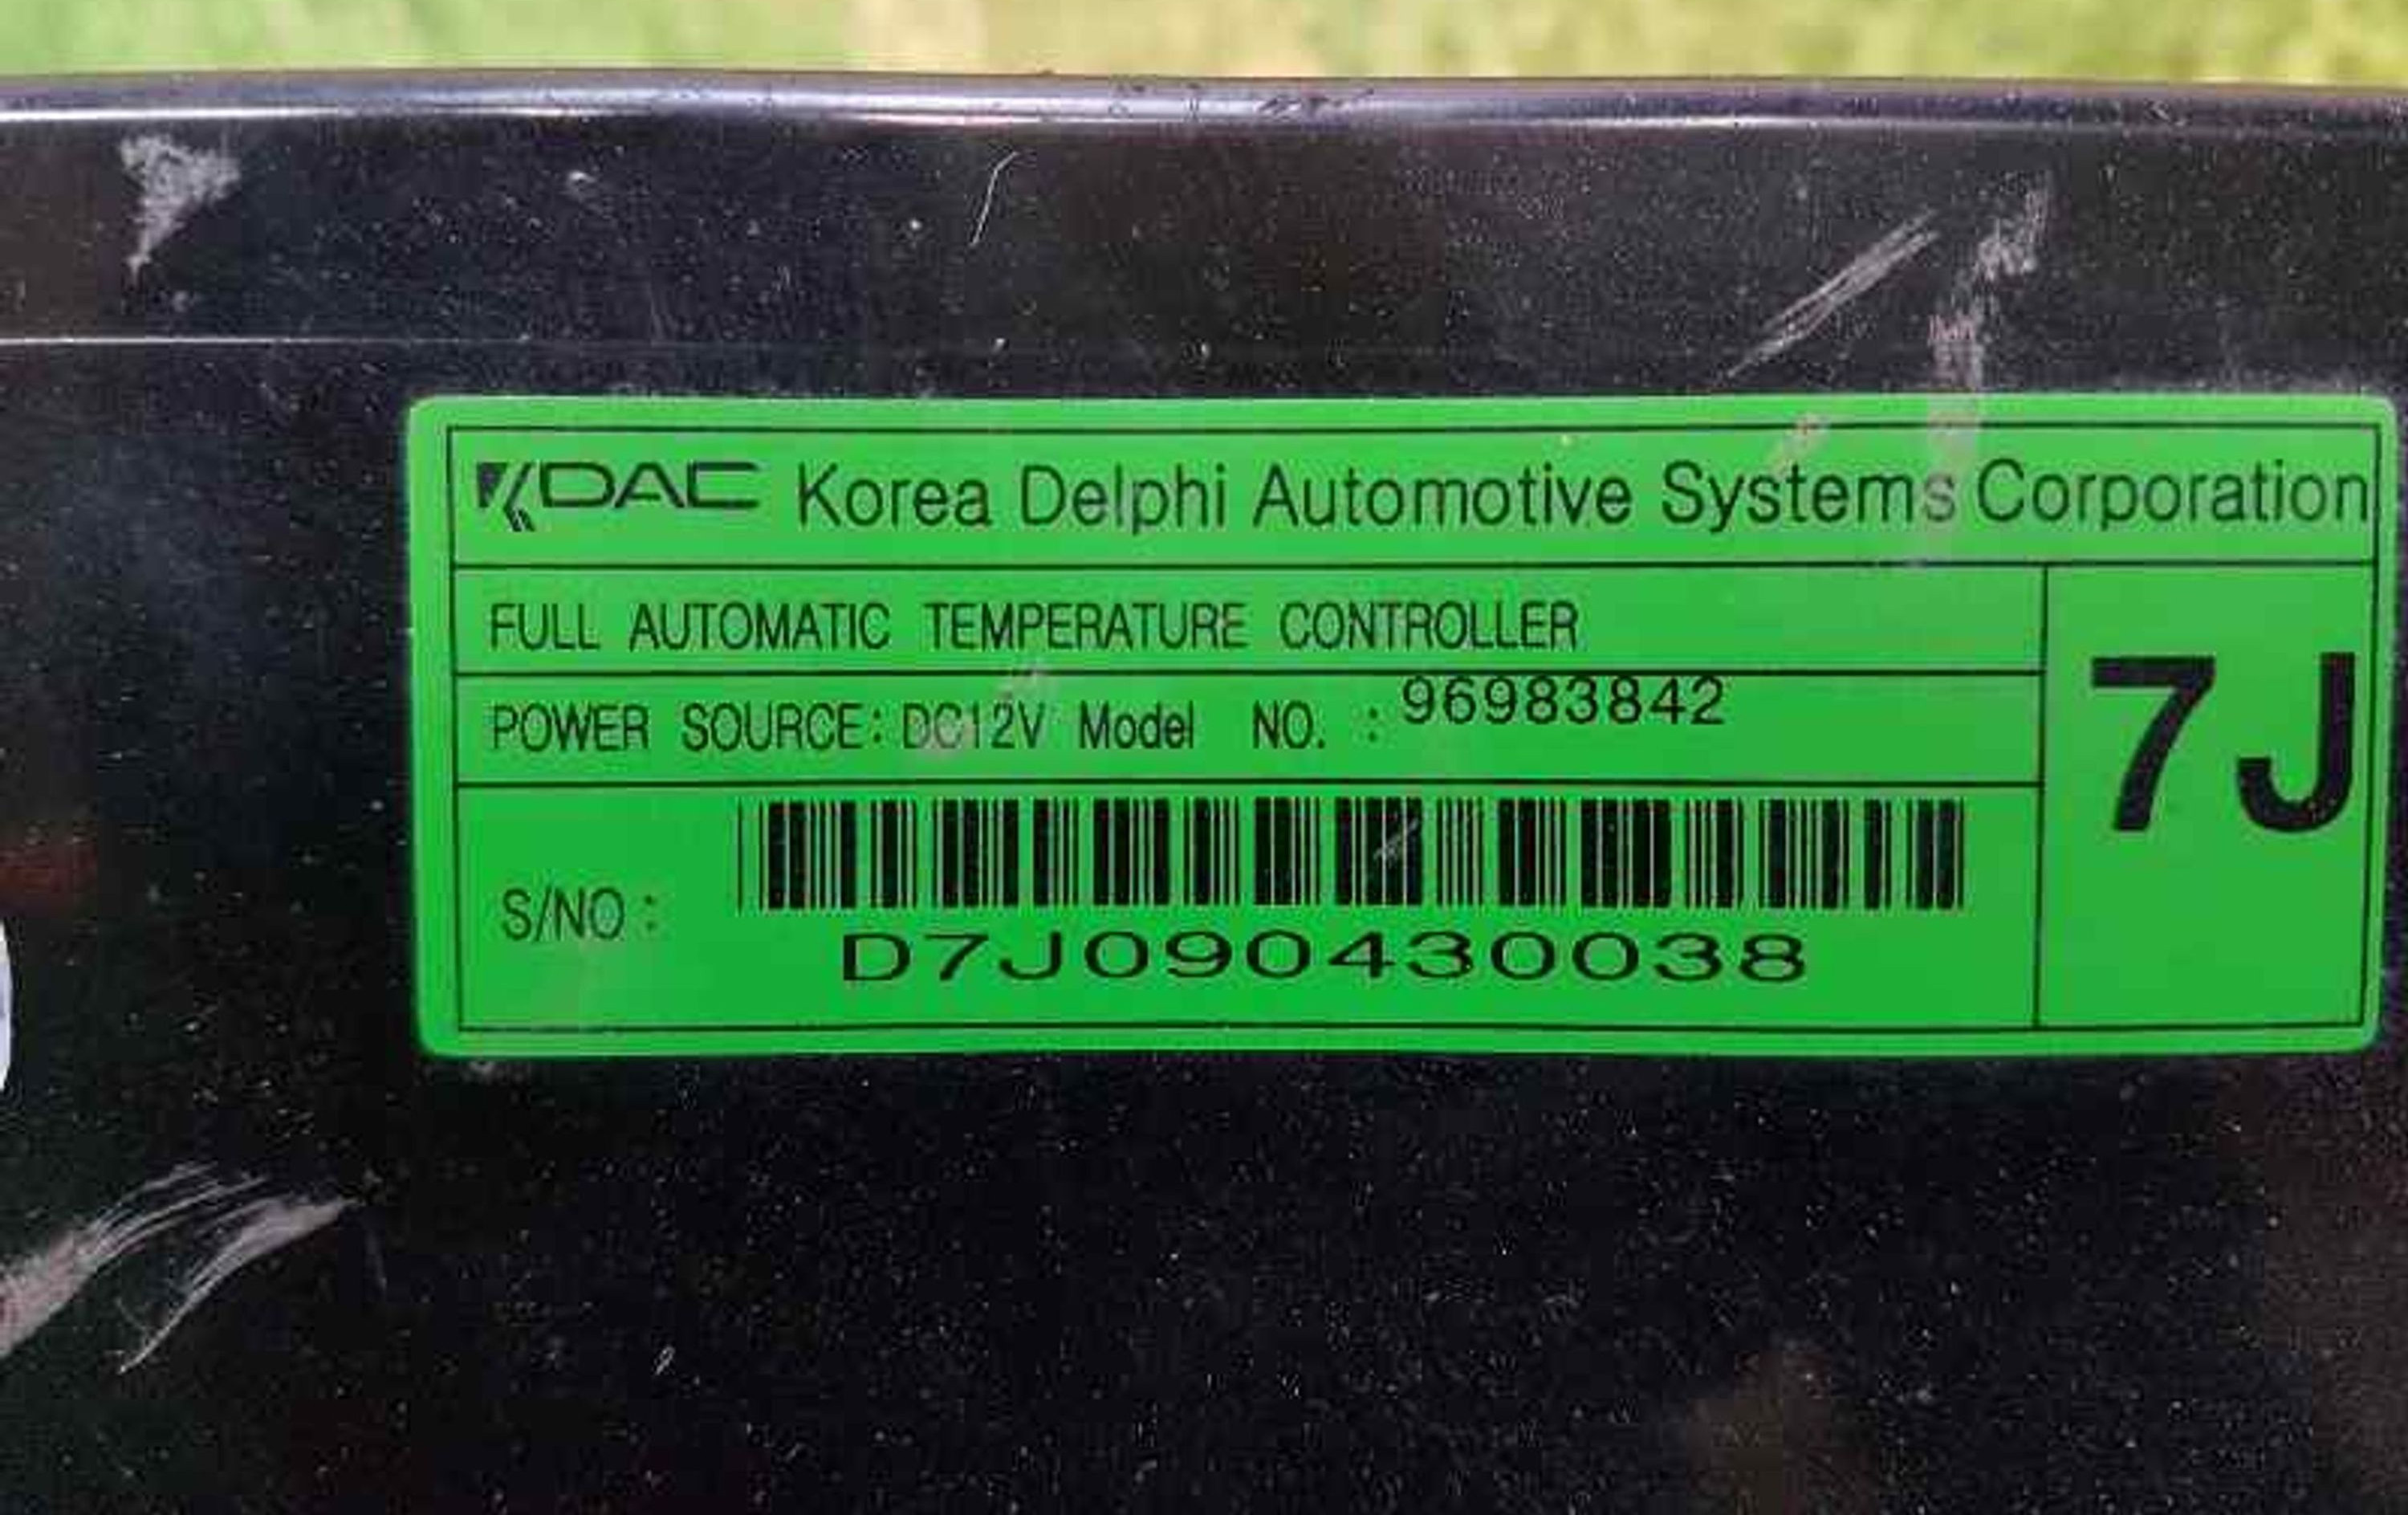 KDAC Korea Delphi Automotive Systems Corporation
FULL AUTOMATIC TEMPERATURE CONTROLLER
POWER SOURCE: DC12V Model NO. : 96983842
7J
S/NO :
D7J090430038